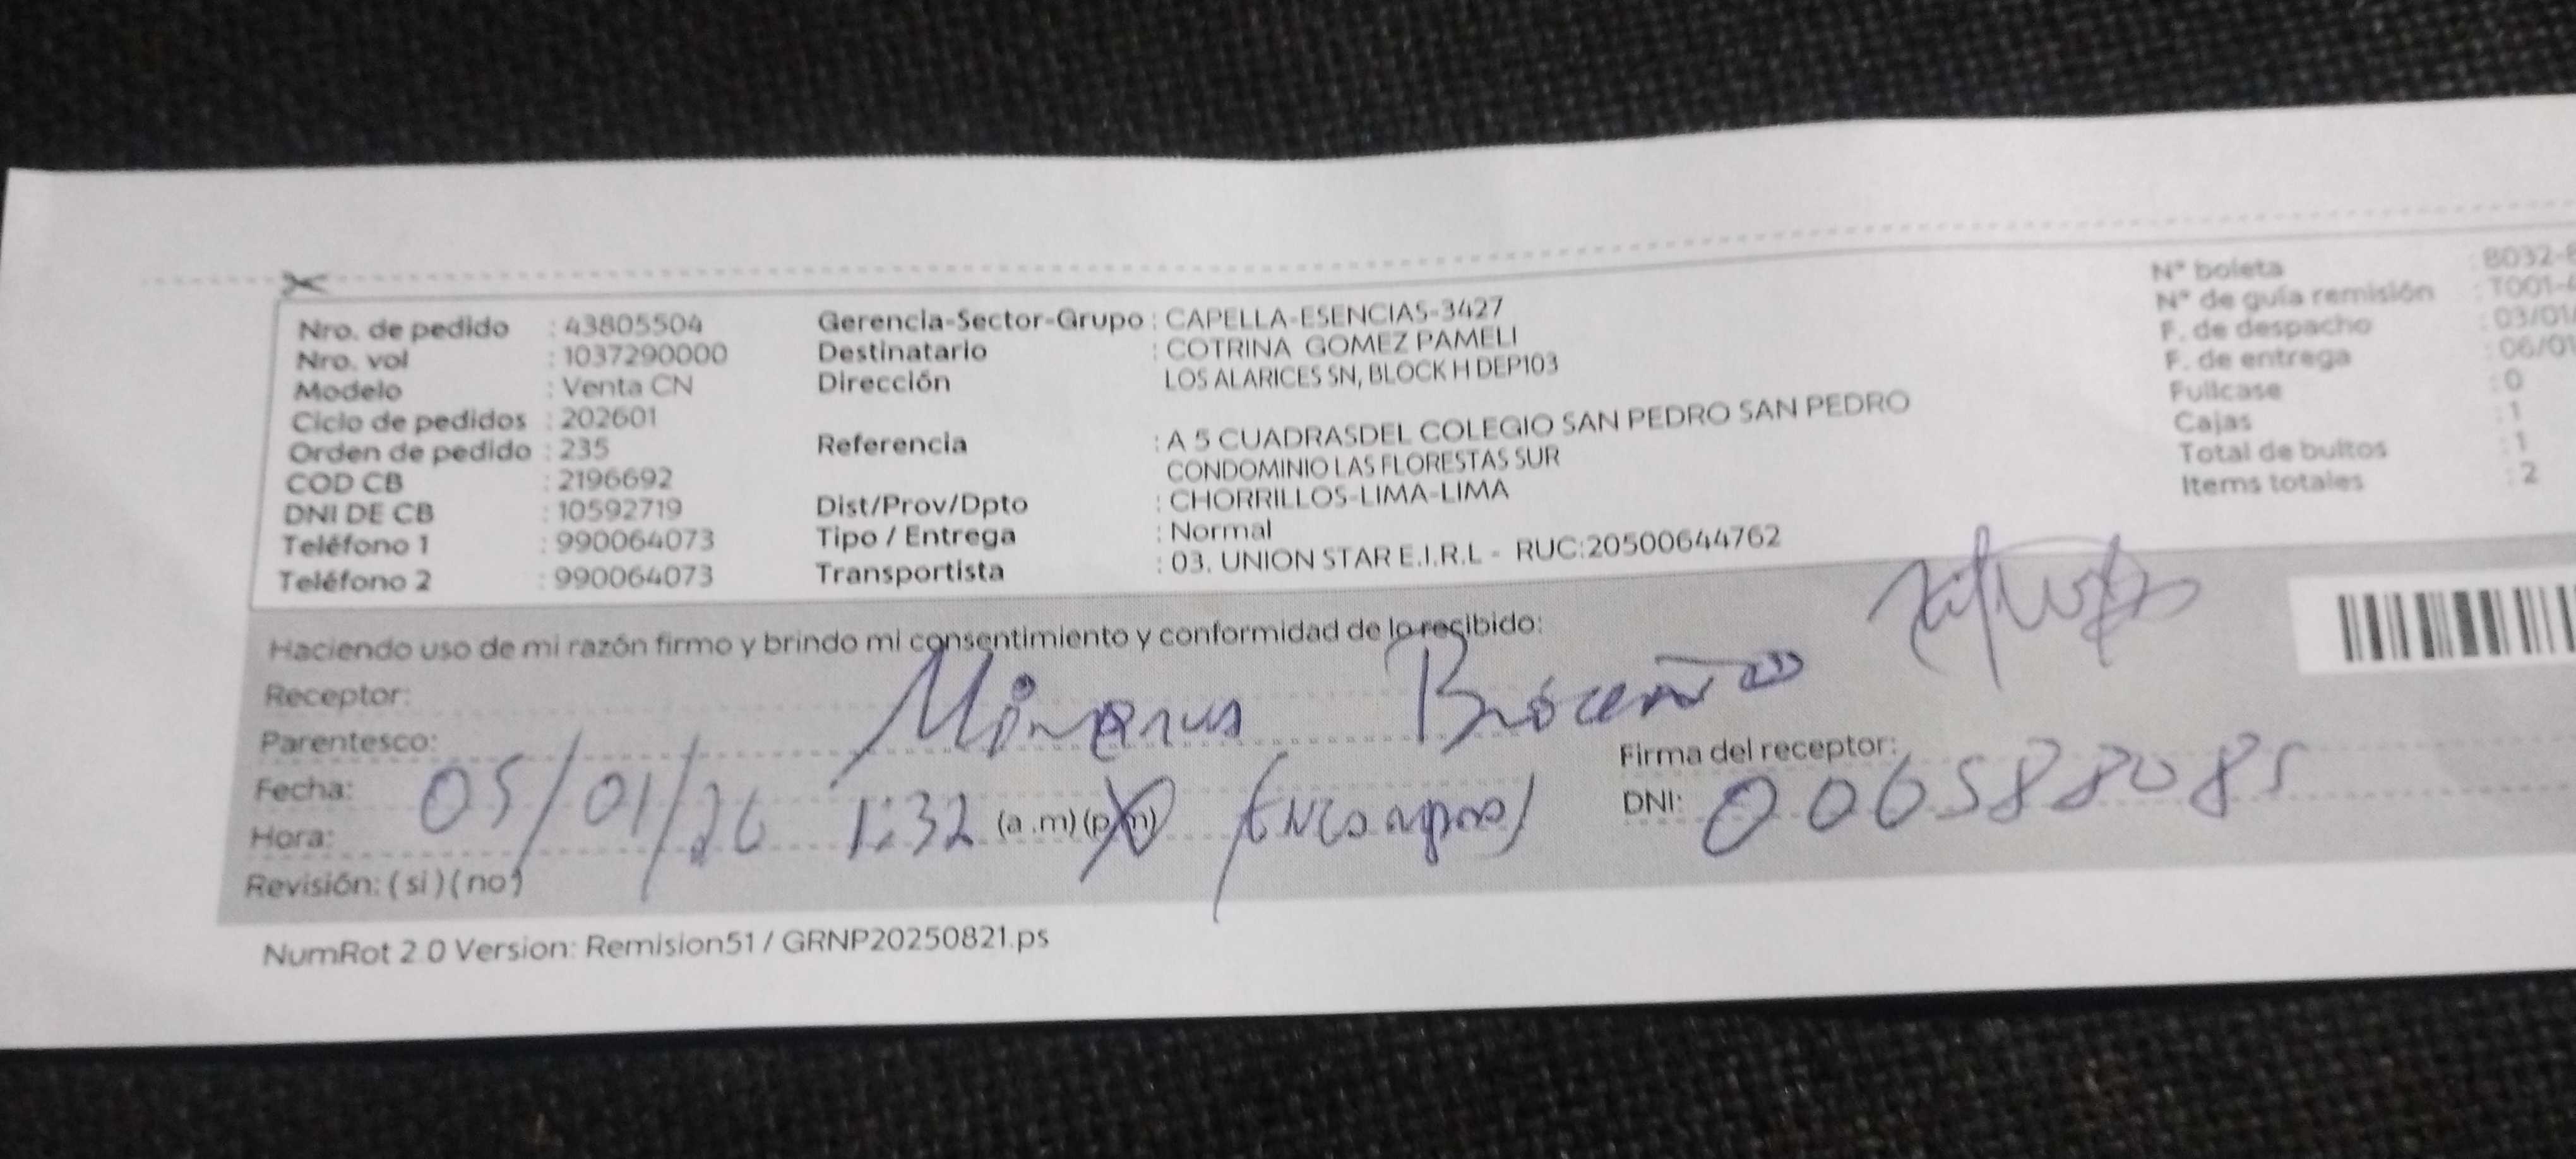 Nro. de pedido : 43805504
Nro. vol : 1037290000
Modelo : Venta CN
Ciclo de pedidos : 202601
Orden de pedido : 235
COD CB : 2196692
DNI DE CB : 10592719
Teléfono 1 : 990064073
Teléfono 2 : 990064073
Gerencia-Sector-Grupo : CAPELLA-ESENCIAS-3427
Destinatario : COTRINA GOMEZ PAMELI
Dirección LOS ALARICES SN, BLOCK H DEP103
Referencia : A 5 CUADRASDEL COLEGIO SAN PEDRO SAN PEDRO
CONDOMINIO LAS FLORESTAS SUR
Dist/Prov/Dpto : CHORRILLOS-LIMA-LIMA
Tipo / Entrega : Normal
Transportista : 03. UNION STAR E.I.R.L - RUC:20500644762
N° boleta : B032-
N° de guía remisión : T001-
F. de despacho : 03/01/
F. de entrega : 06/01
Fullcase : 0
Cajas : 1
Total de bultos : 1
Items totales : 2
Haciendo uso de mi razón firmo y brindo mi consentimiento y conformidad de lo recibido:
Receptor:
Parentesco:
Firma del receptor:
Fecha: 05/01/26
Hora: 1:32 (a .m) (p.m)
DNI: 006588085
Revisión: ( si ) ( no )
NumRot 2.0 Version: Remision51 / GRNP20250821.ps